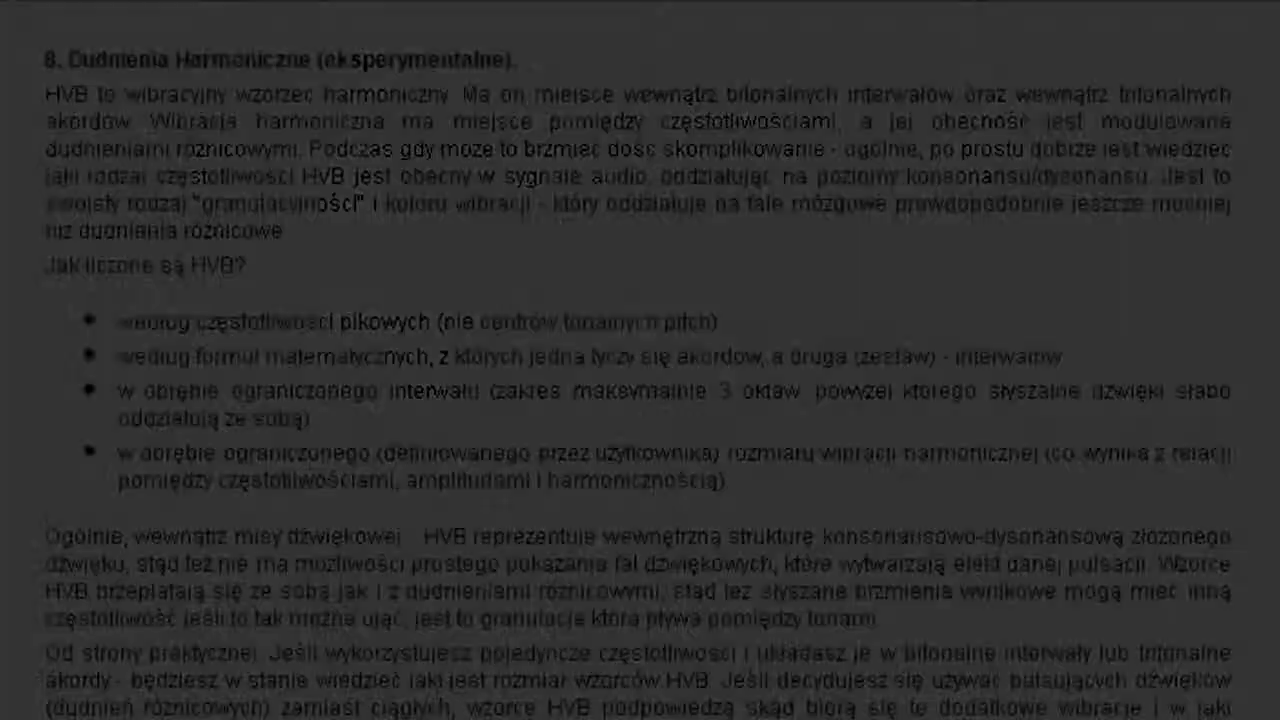 8. Dudnienia Harmoniczne (eksperymentalne).
HVB to wibracyjny wzorzec harmoniczny. Ma on miejsce wewnątrz bitonalnych interwałów oraz wewnątrz tritonalnych
akordów. Wibracja harmoniczna ma miejsce pomiędzy częstotliwościami, a jej obecność jest modulowana
dudnieniami różnicowymi. Podczas gdy może to brzmieć dość skomplikowanie - ogólnie, po prostu dobrze jest wiedzieć
jaki rodzaj częstotliwości HVB jest obecny w sygnale audio, oddziałując na poziomy konsonansu/dysonansu. Jest to
swoisty rodzaj "granulacyjności" i koloru wibracji - który oddziałuje na fale mózgowe prawdopodobnie jeszcze mocniej
niż dudnienia różnicowe.
Jak liczone są HVB?
● według częstotliwości pikowych (nie centrów tonalnych pitch)
● według formuł matematycznych, z których jedna tyczy się akordów, a druga (zestaw) - interwałów
● w obrębie ograniczonego interwału (zakres maksymalnie 3 oktaw, powyżej którego słyszalne dźwięki słabo
oddziałują ze sobą)
● w obrębie ograniczonego (definiowanego przez użytkownika) rozmiaru wibracji harmonicznej (co wynika z relacji
pomiędzy częstotliwościami, amplitudami i harmonicznością)
Ogólnie, wewnątrz misy dźwiękowej - HVB reprezentuje wewnętrzną strukturę konsonansowo-dysonansową złożonego
dźwięku, stąd też nie ma możliwości prostego pokazania fal dźwiękowych, które wytwarzają efekt danej pulsacji. Wzorce
HVB przeplatają się ze sobą jak i z dudnieniami różnicowymi, stąd też słyszane brzmienia wynikowe mogą mieć inną
częstotliwość jeśli to tak można ująć, jest to granulacja która pływa pomiędzy tonami.
Od strony praktycznej: Jeśli wykorzystujesz pojedyncze częstotliwości i układasz je w bitonalne interwały lub tritonalne
akordy - będziesz w stanie wiedzieć jaki jest rozmiar wzorców HVB. Jeśli decydujesz się używać pulsujących dźwięków
(dudnień różnicowych) zamiast ciągłych, wzorce HVB podpowiedzą skąd biorą się te dodatkowe wibracje i w jaki